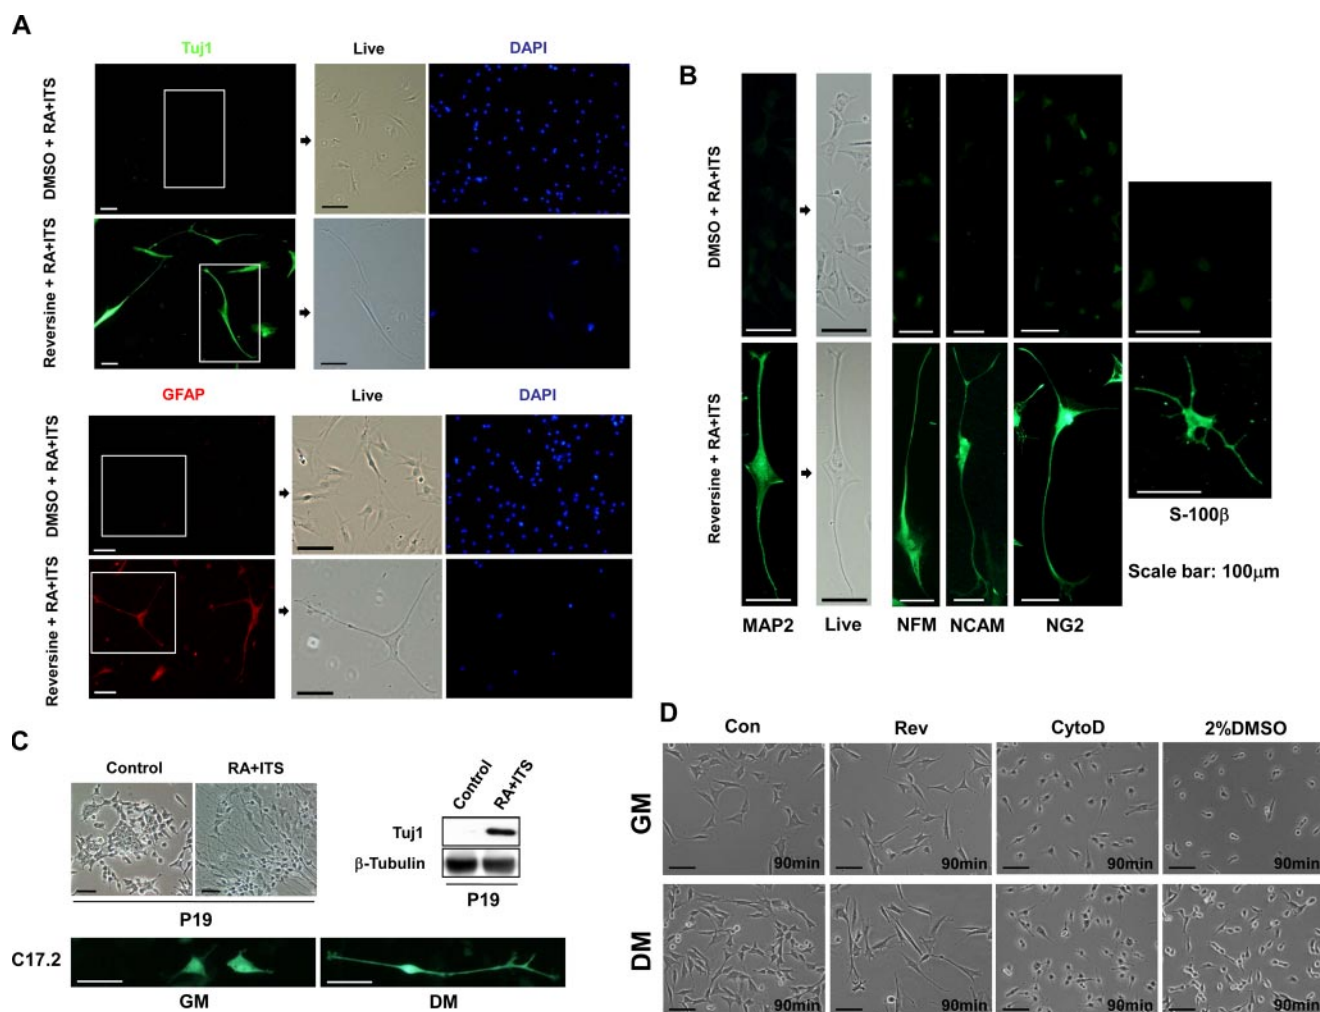 A
Tuj1 Live DAPI
DMSO + RA+ITS
Reversine + RA+ITS
GFAP Live DAPI
DMSO + RA+ITS
Reversine + RA+ITS
B
DMSO + RA+ITS
Reversine + RA+ITS
S-100β
Scale bar: 100μm
MAP2 Live NFM NCAM NG2
C
Control RA+ITS
P19
Control RA+ITS
Tuj1
β-Tubulin
P19
C17.2
GM DM
D
Con Rev CytoD 2%DMSO
GM
90min 90min 90min 90min
DM
90min 90min 90min 90min